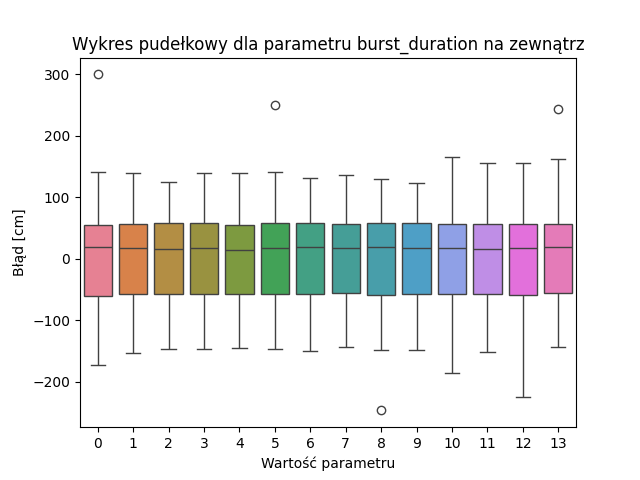 Wykres pudełkowy dla parametru burst_duration na zewnątrz
Błąd [cm]
300
200
100
0
−100
−200
0 1 2 3 4 5 6 7 8 9 10 11 12 13
Wartość parametru